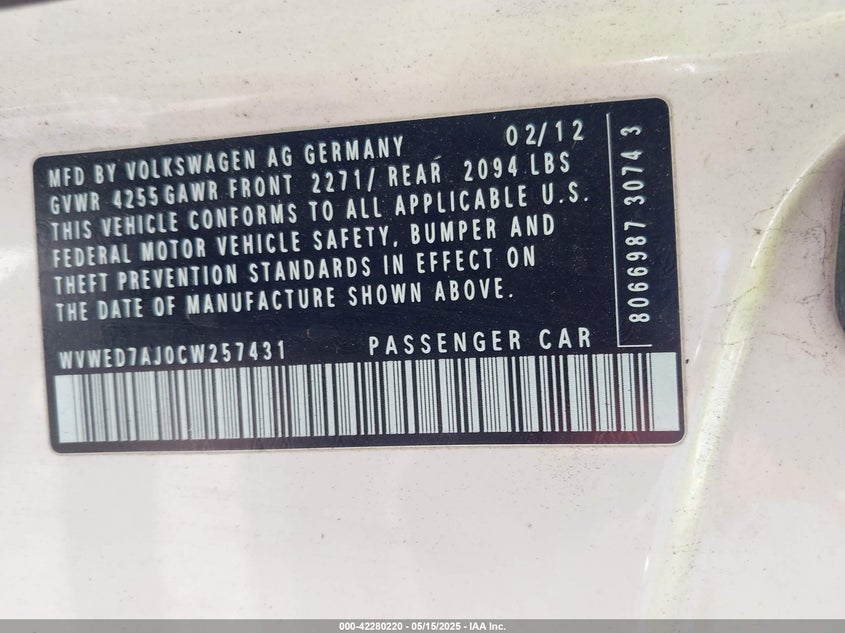 02/12
MFD BY VOLKSWAGEN AG GERMANY
GVWR 4255 GAWR FRONT 2271/ REAR 2094 LBS
THIS VEHICLE CONFORMS TO ALL APPLICABLE U.S.
FEDERAL MOTOR VEHICLE SAFETY, BUMPER AND
THEFT PREVENTION STANDARDS IN EFFECT ON
THE DATE OF MANUFACTURE SHOWN ABOVE.
WVWED7AJ0CW257431 PASSENGER CAR
8066987 3074 3
000-42280220 - 05/15/2025 - IAA Inc.